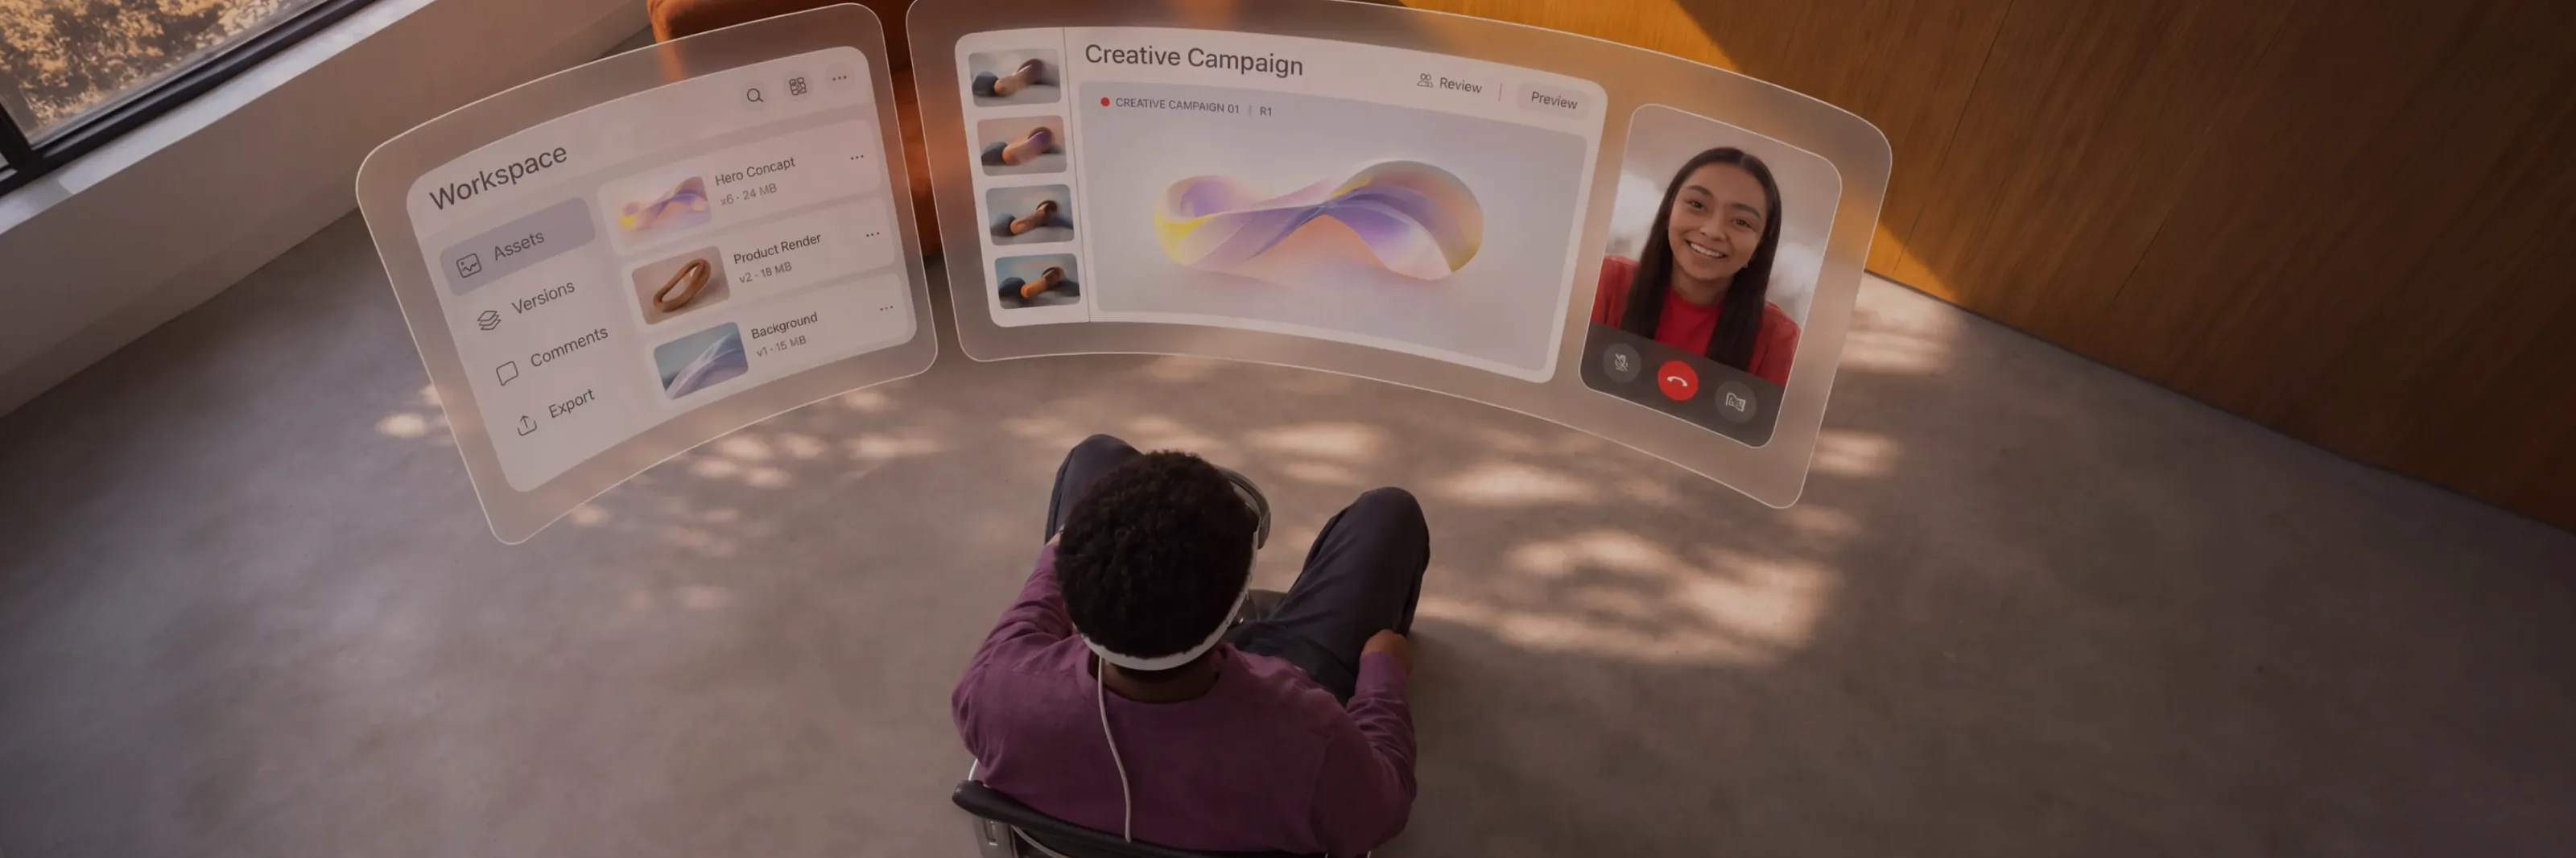 Workspace
Assets
Versions
Comments
Export
Hero Concapt
x6 - 24 MB
Product Render
v2 - 18 MB
Background
v1 - 15 MB
Creative Campaign
Review
Preview
CREATIVE CAMPAIGN 01 | R1